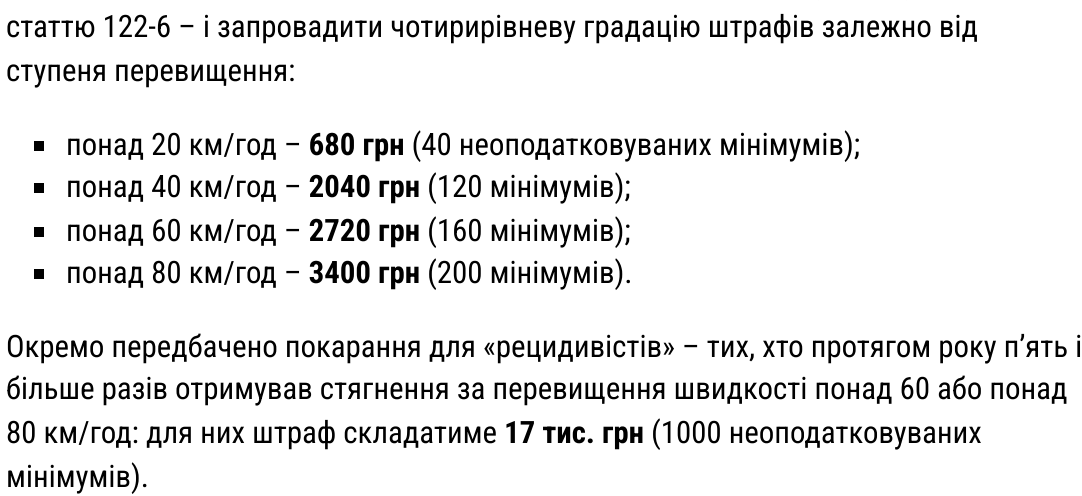 статтю 122-6 – і запровадити чотирирівневу градацію штрафів залежно від
ступеня перевищення:
▪ понад 20 км/год – 680 грн (40 неоподатковуваних мінімумів);
▪ понад 40 км/год – 2040 грн (120 мінімумів);
▪ понад 60 км/год – 2720 грн (160 мінімумів);
▪ понад 80 км/год – 3400 грн (200 мінімумів).
Окремо передбачено покарання для «рецидивістів» – тих, хто протягом року п’ять і
більше разів отримував стягнення за перевищення швидкості понад 60 або понад
80 км/год: для них штраф складатиме 17 тис. грн (1000 неоподатковуваних
мінімумів).